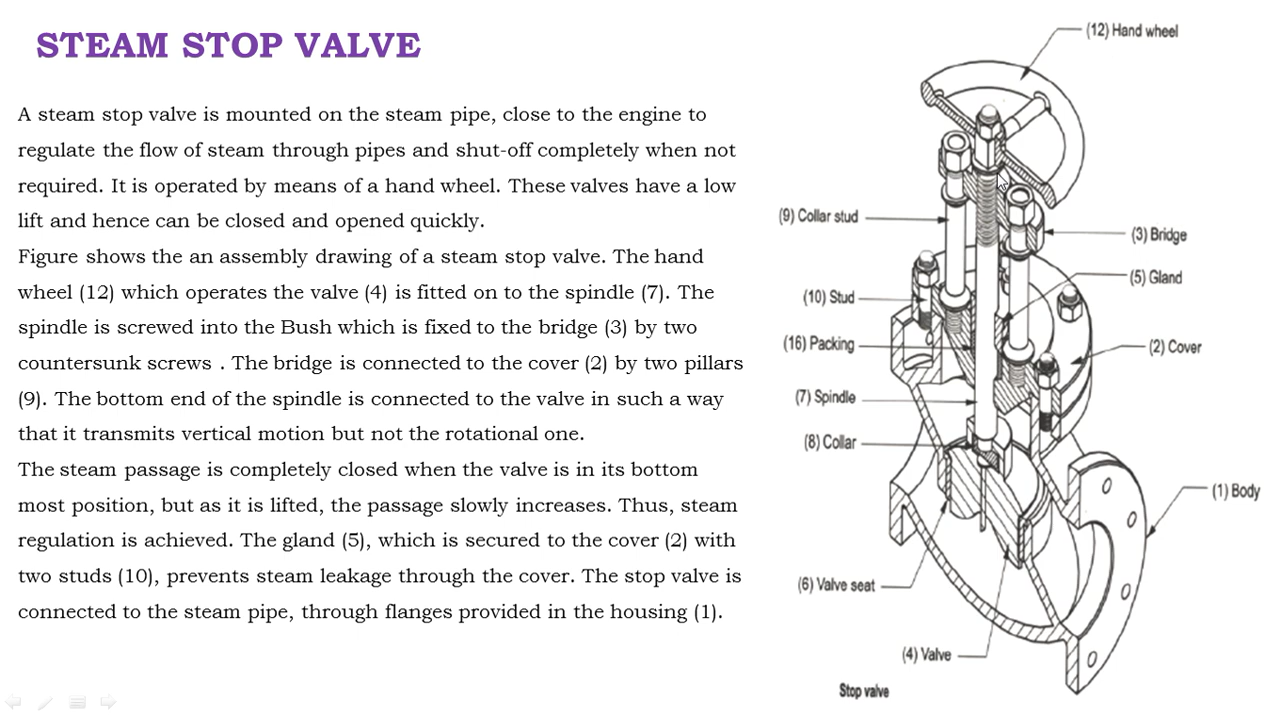 STEAM STOP VALVE
A steam stop valve is mounted on the steam pipe, close to the engine to
regulate the flow of steam through pipes and shut-off completely when not
required. It is operated by means of a hand wheel. These valves have a low
lift and hence can be closed and opened quickly.
Figure shows the an assembly drawing of a steam stop valve. The hand
wheel (12) which operates the valve (4) is fitted on to the spindle (7). The
spindle is screwed into the Bush which is fixed to the bridge (3) by two
countersunk screws . The bridge is connected to the cover (2) by two pillars
(9). The bottom end of the spindle is connected to the valve in such a way
that it transmits vertical motion but not the rotational one.
The steam passage is completely closed when the valve is in its bottom
most position, but as it is lifted, the passage slowly increases. Thus, steam
regulation is achieved. The gland (5), which is secured to the cover (2) with
two studs (10), prevents steam leakage through the cover. The stop valve is
connected to the steam pipe, through flanges provided in the housing (1).
(12) Hand wheel
(9) Collar stud
(3) Bridge
(5) Gland
(10) Stud
(16) Packing
(2) Cover
(7) Spindle
(8) Collar
(1) Body
(6) Valve seat
(4) Valve
Stop valve